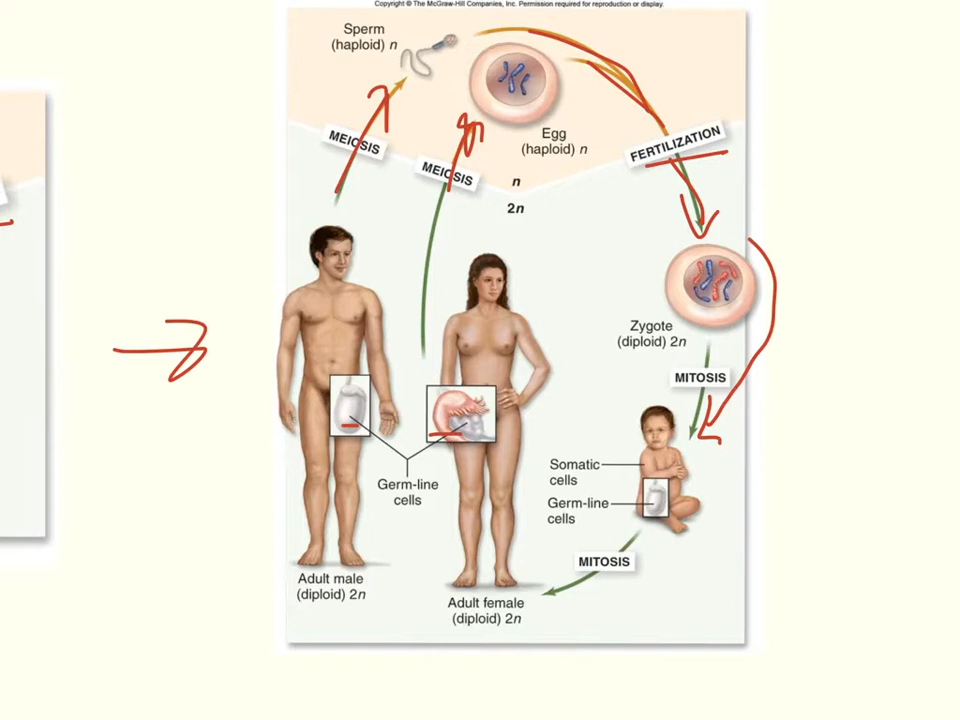 Copyright © The McGraw-Hill Companies, Inc. Permission required for reproduction or display.
Sperm
(haploid) n
MEIOSIS
MEIOSIS
Egg
(haploid) n
FERTILIZATION
n
2n
Zygote
(diploid) 2n
MITOSIS
Somatic
cells
Germ-line
cells
Germ-line
cells
MITOSIS
Adult male
(diploid) 2n
Adult female
(diploid) 2n